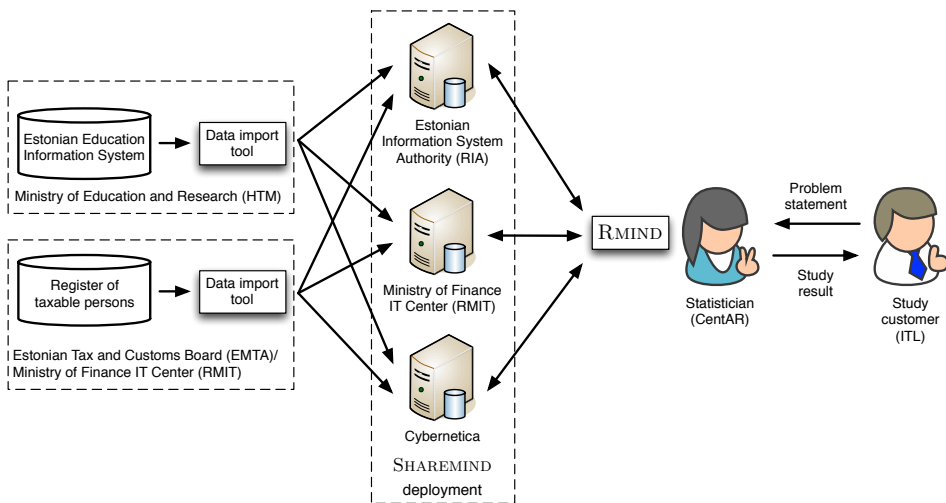 Estonian Education
Information System
Data import
tool
Ministry of Education and Research (HTM)
Register of
taxable persons
Data import
tool
Estonian Tax and Customs Board (EMTA)/
Ministry of Finance IT Center (RMIT)
Estonian
Information System
Authority (RIA)
Ministry of Finance
IT Center (RMIT)
Cybernetica
SHAREMIND
deployment
RMIND
Statistician
(CentAR)
Problem
statement
Study
result
Study
customer
(ITL)